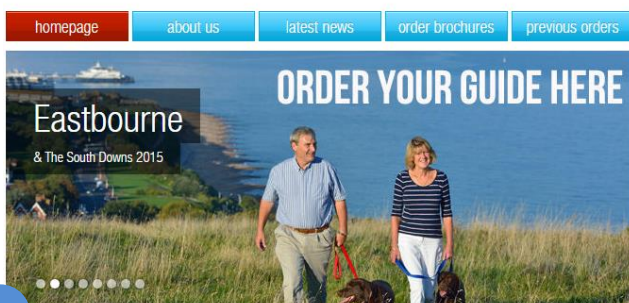 homepage
about us
latest news
order brochures
previous orders
ORDER YOUR GUIDE HERE
Eastbourne
& The South Downs 2015